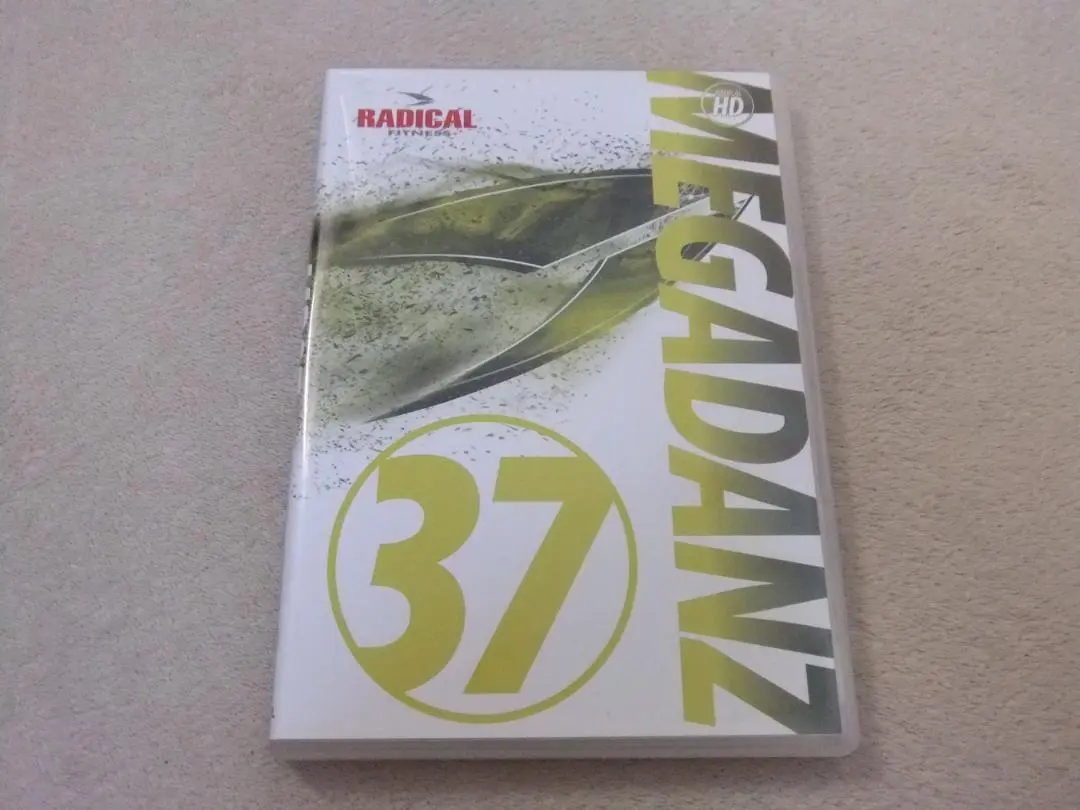 RADICAL
FITNESS
HD
MEGADANZ
37